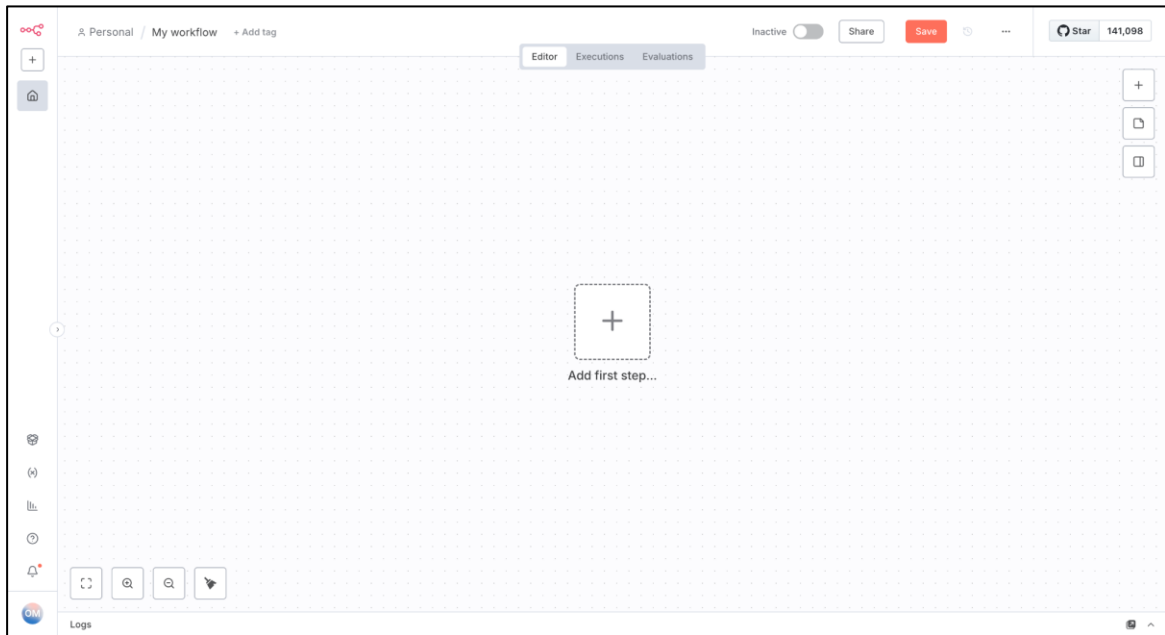 Personal / My workflow + Add tag
Inactive Share Save ... Star 141,098
Editor Executions Evaluations
Add first step...
(x)
OM
Logs